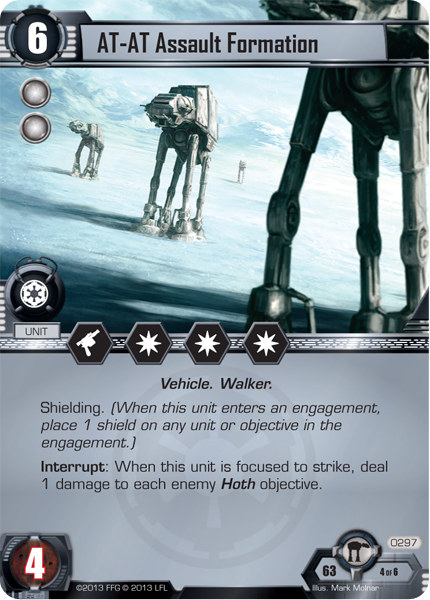 6
AT-AT Assault Formation
UNIT
Vehicle. Walker.
Shielding. (When this unit enters an engagement,
place 1 shield on any unit or objective in the
engagement.)
Interrupt: When this unit is focused to strike, deal
1 damage to each enemy Hoth objective.
4
0297
63
4 OF 6
©2013 FFG © 2013 LFL
Illus. Mark Molnar